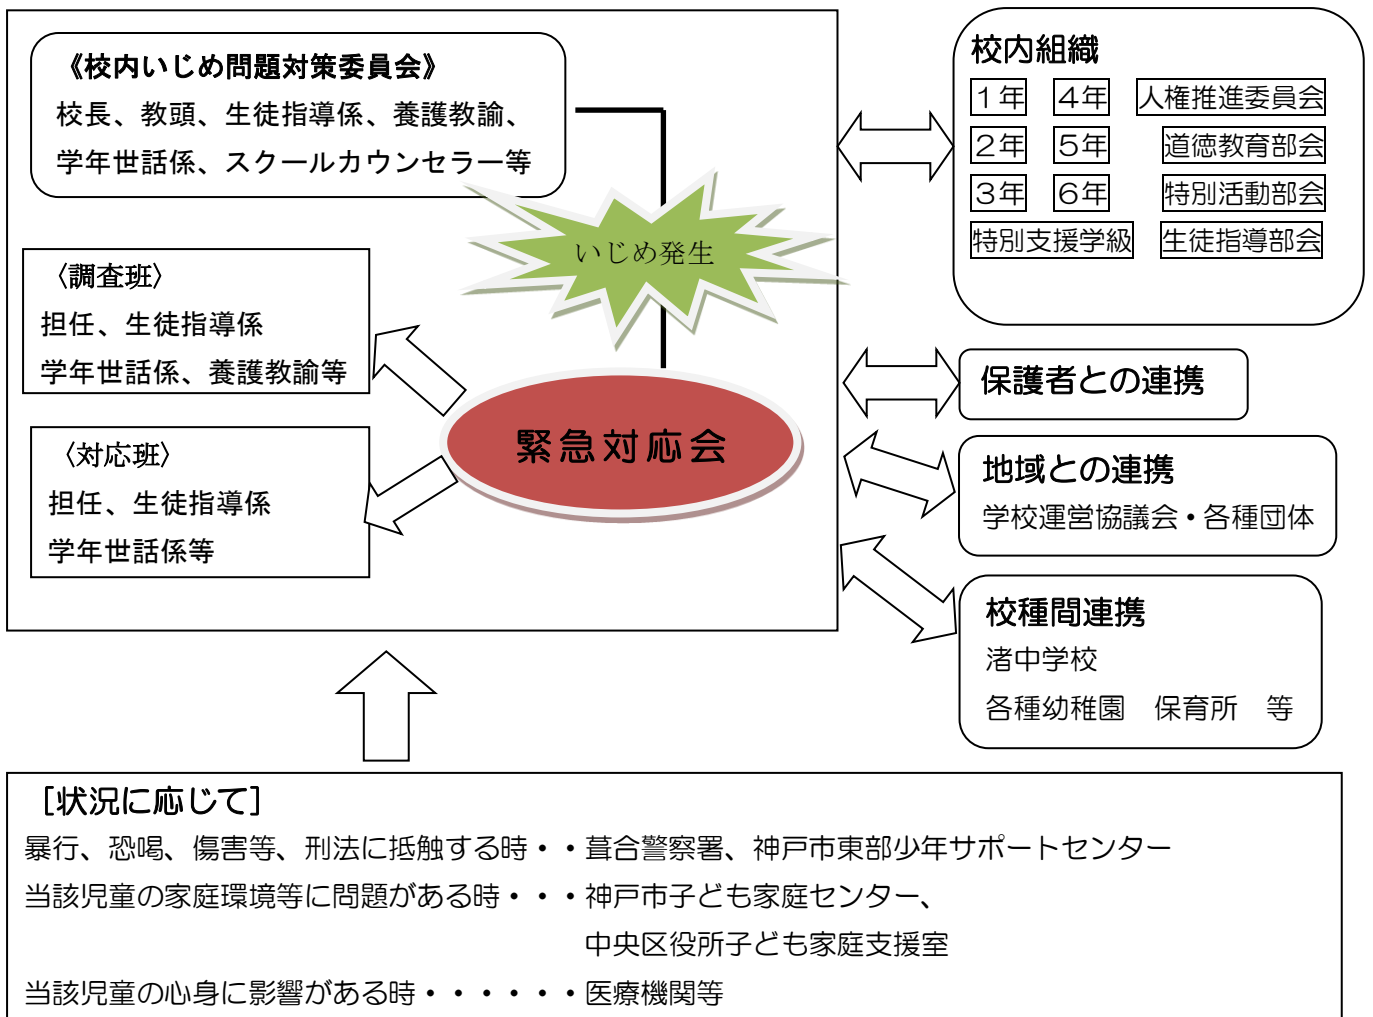 《校内いじめ問題対策委員会》
校長、教頭、生徒指導係、養護教諭、
学年世話係、スクールカウンセラー等
いじめ発生
〈調査班〉
担任、生徒指導係
学年世話係、養護教諭等
緊急対応会
〈対応班〉
担任、生徒指導係
学年世話係等
校内組織
１年 ４年 人権推進委員会
２年 ５年 道徳教育部会
３年 ６年 特別活動部会
特別支援学級 生徒指導部会
保護者との連携
地域との連携
学校運営協議会・各種団体
校種間連携
渚中学校
各種幼稚園　保育所　等
［状況に応じて］
暴行、恐喝、傷害等、刑法に抵触する時・・葺合警察署、神戸市東部少年サポートセンター
当該児童の家庭環境等に問題がある時・・・神戸市子ども家庭センター、
中央区役所子ども家庭支援室
当該児童の心身に影響がある時・・・・・・医療機関等